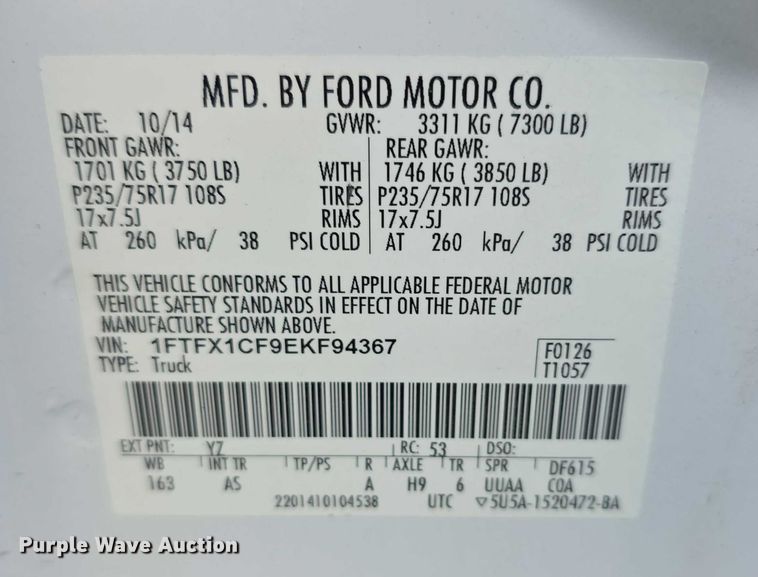 MFD. BY FORD MOTOR CO.
DATE: 10/14 GVWR: 3311 KG ( 7300 LB)
FRONT GAWR: REAR GAWR:
1701 KG ( 3750 LB) WITH 1746 KG ( 3850 LB) WITH
P235/75R17 108S TIRES P235/75R17 108S TIRES
17x7.5J RIMS 17x7.5J RIMS
AT 260 kPa/ 38 PSI COLD AT 260 kPa/ 38 PSI COLD
THIS VEHICLE CONFORMS TO ALL APPLICABLE FEDERAL MOTOR
VEHICLE SAFETY STANDARDS IN EFFECT ON THE DATE OF
MANUFACTURE SHOWN ABOVE.
VIN: 1FTFX1CF9EKF94367 F0126
TYPE: Truck T1057
EXT PNT: Y7 RC: 53 DSO:
WB INT TR TP/PS R AXLE TR SPR DF615
163 AS A H9 6 UUAA C0A
2201410104538 UTC ▽5U5A-1520472-BA
Purple Wave Auction